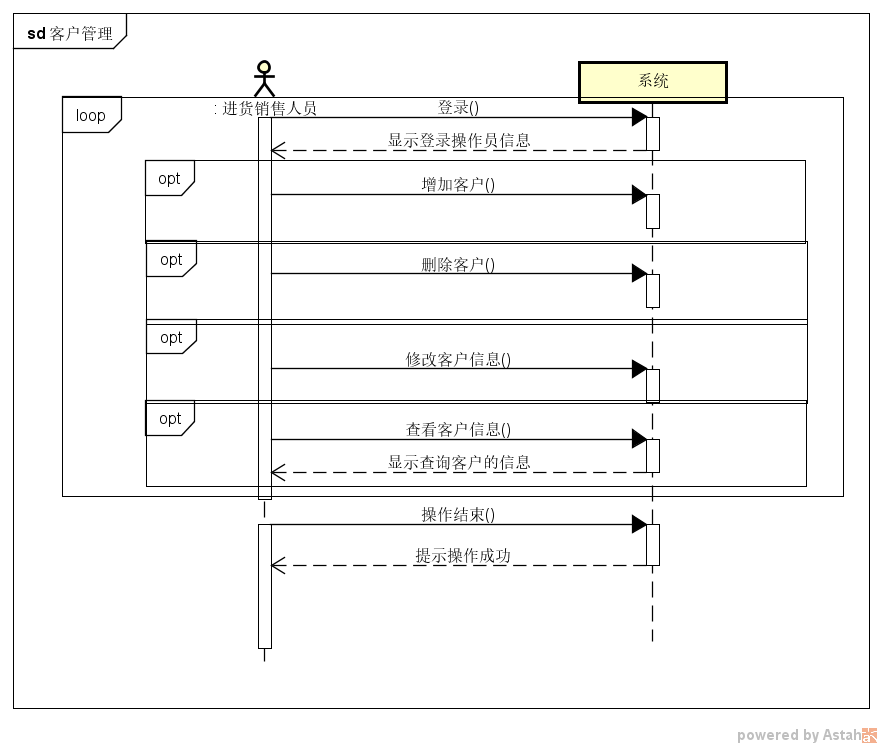 sd 客户管理
系统
loop
: 进货销售人员
登录()
显示登录操作员信息
opt
增加客户()
opt
删除客户()
opt
修改客户信息()
opt
查看客户信息()
显示查询客户的信息
操作结束()
提示操作成功
powered by Astah